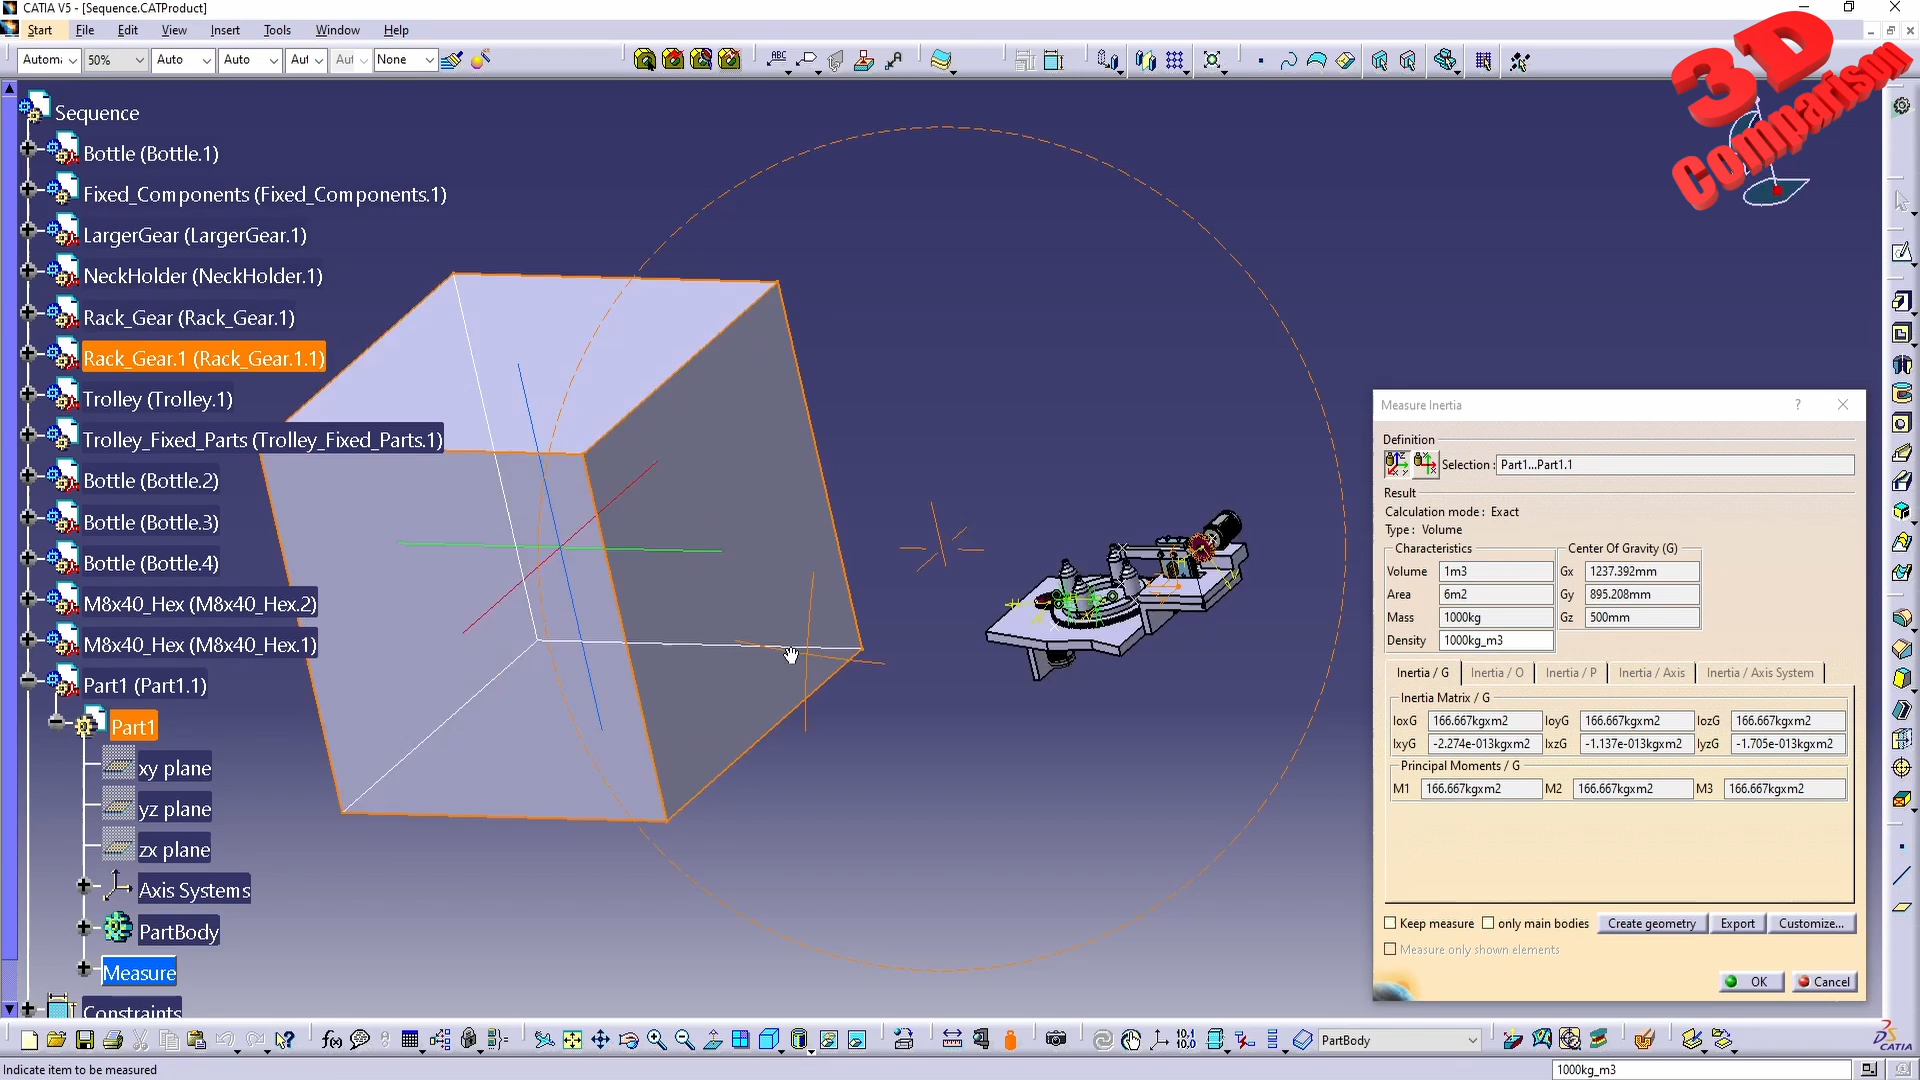 CATIA V5 - [Sequence.CATProduct]
Start File Edit View Insert Tools Window Help
Autom 50% Auto Auto Aut Aut None
ABC
3D
Comparison
Sequence
Bottle (Bottle.1)
Fixed_Components (Fixed_Components.1)
LargerGear (LargerGear.1)
NeckHolder (NeckHolder.1)
Rack_Gear (Rack_Gear.1)
Rack_Gear.1 (Rack_Gear.1.1)
Trolley (Trolley.1)
Trolley_Fixed_Parts (Trolley_Fixed_Parts.1)
Bottle (Bottle.2)
Bottle (Bottle.3)
Bottle (Bottle.4)
M8x40_Hex (M8x40_Hex.2)
M8x40_Hex (M8x40_Hex.1)
Part1 (Part1.1)
Part1
xy plane
yz plane
zx plane
Axis Systems
PartBody
Measure
Constraints
Measure Inertia ?
Definition
Selection : Part1...Part1.1
Result
Calculation mode : Exact
Type : Volume
Characteristics Center Of Gravity (G)
Volume 1m3 Gx 1237.392mm
Area 6m2 Gy 895.208mm
Mass 1000kg Gz 500mm
Density 1000kg_m3
Inertia / G Inertia / O Inertia / P Inertia / Axis Inertia / Axis System
Inertia Matrix / G
IoxG 166.667kgxm2 IoyG 166.667kgxm2 IozG 166.667kgxm2
IxyG -2.274e-013kgxm2 IxzG -1.137e-013kgxm2 IyzG -1.705e-013kgxm2
Principal Moments / G
M1 166.667kgxm2 M2 166.667kgxm2 M3 166.667kgxm2
Keep measure only main bodies Create geometry Export Customize...
Measure only shown elements
OK Cancel
f(x) 10.1 10.0 PartBody
CATIA
Indicate item to be measured 1000kg_m3